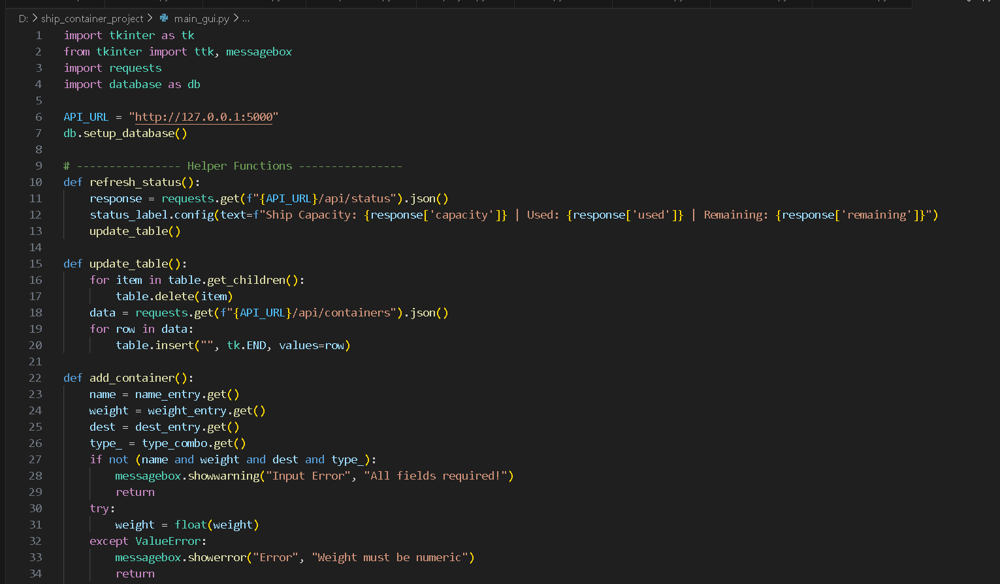 D: > ship_container_project > main_gui.py > ...
1 import tkinter as tk
2 from tkinter import ttk, messagebox
3 import requests
4 import database as db
5
6 API_URL = "http://127.0.0.1:5000"
7 db.setup_database()
8
9 # ---------------- Helper Functions ----------------
10 def refresh_status():
11     response = requests.get(f"{API_URL}/api/status").json()
12     status_label.config(text=f"Ship Capacity: {response['capacity']} | Used: {response['used']} | Remaining: {response['remaining']}")
13     update_table()
14
15 def update_table():
16     for item in table.get_children():
17         table.delete(item)
18     data = requests.get(f"{API_URL}/api/containers").json()
19     for row in data:
20         table.insert("", tk.END, values=row)
21
22 def add_container():
23     name = name_entry.get()
24     weight = weight_entry.get()
25     dest = dest_entry.get()
26     type_ = type_combo.get()
27     if not (name and weight and dest and type_):
28         messagebox.showwarning("Input Error", "All fields required!")
29         return
30     try:
31         weight = float(weight)
32     except ValueError:
33         messagebox.showerror("Error", "Weight must be numeric")
34         return